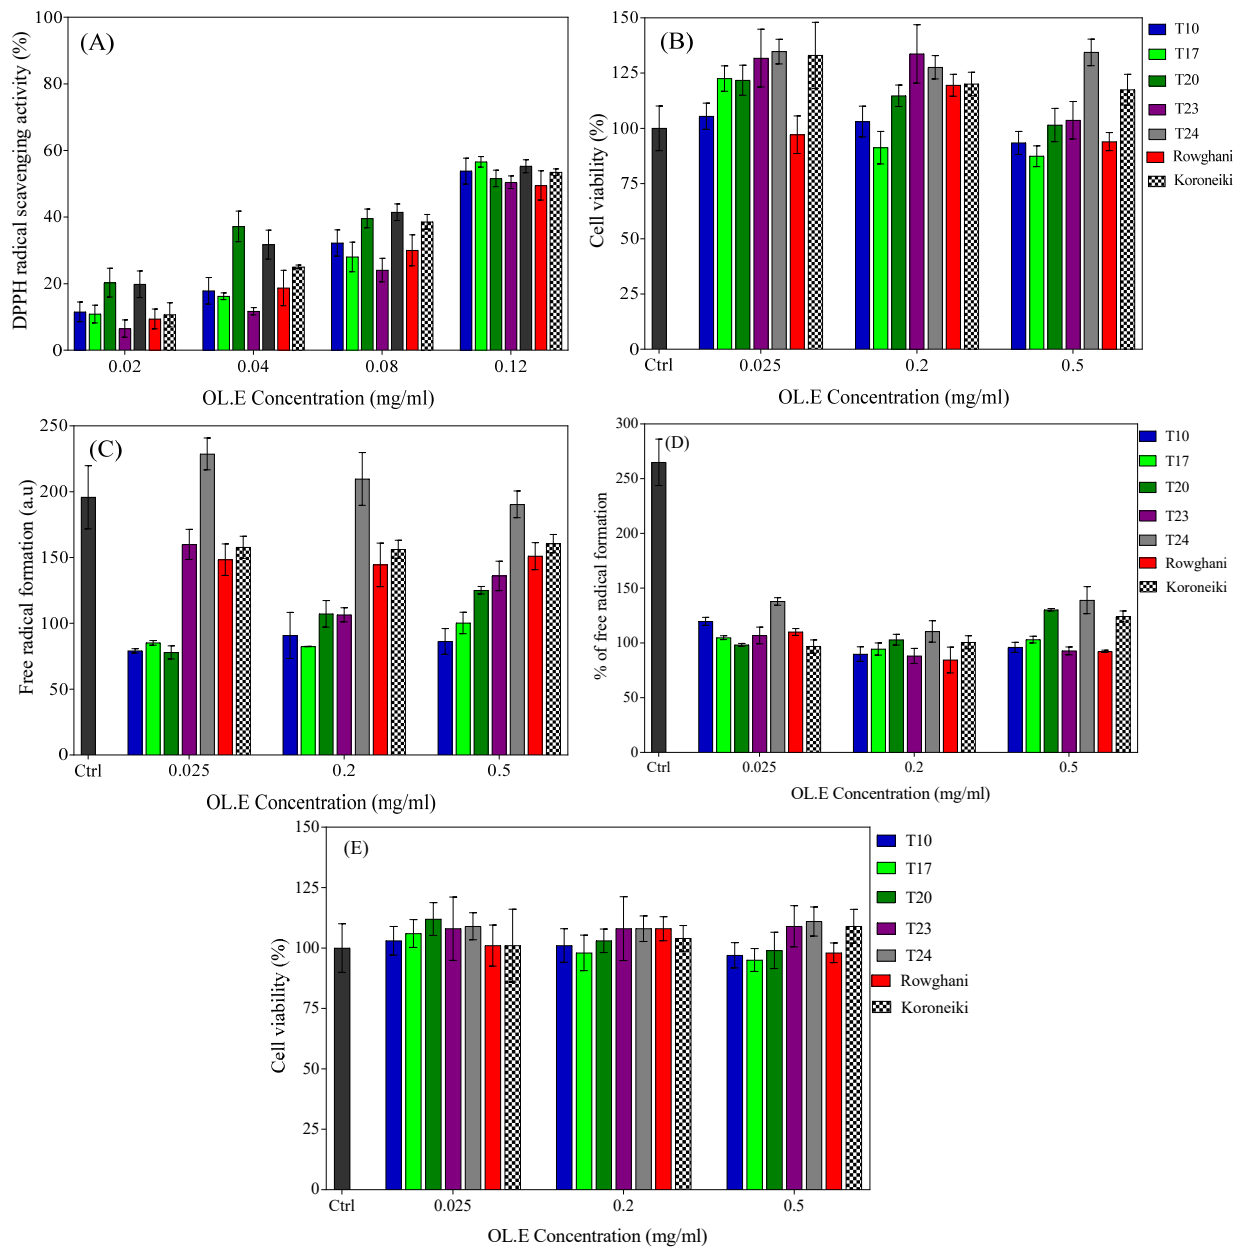 (A)
DPPH radical scavenging activity (%)
100
80
60
40
20
0
0.02 0.04 0.08 0.12
OL.E Concentration (mg/ml)
(B)
Cell viability (%)
150
125
100
75
50
25
0
Ctrl 0.025 0.2 0.5
OL.E Concentration (mg/ml)
T10
T17
T20
T23
T24
Rowghani
Koroneiki
(C)
Free radical formation (a.u)
250
200
150
100
50
0
Ctrl 0.025 0.2 0.5
OL.E Concentration (mg/ml)
(D)
% of free radical formation
300
250
200
150
100
50
0
Ctrl 0.025 0.2 0.5
OL.E Concentration (mg/ml)
T10
T17
T20
T23
T24
Rowghani
Koroneiki
(E)
Cell viability (%)
150
125
100
75
50
25
0
Ctrl 0.025 0.2 0.5
OL.E Concentration (mg/ml)
T10
T17
T20
T23
T24
Rowghani
Koroneiki